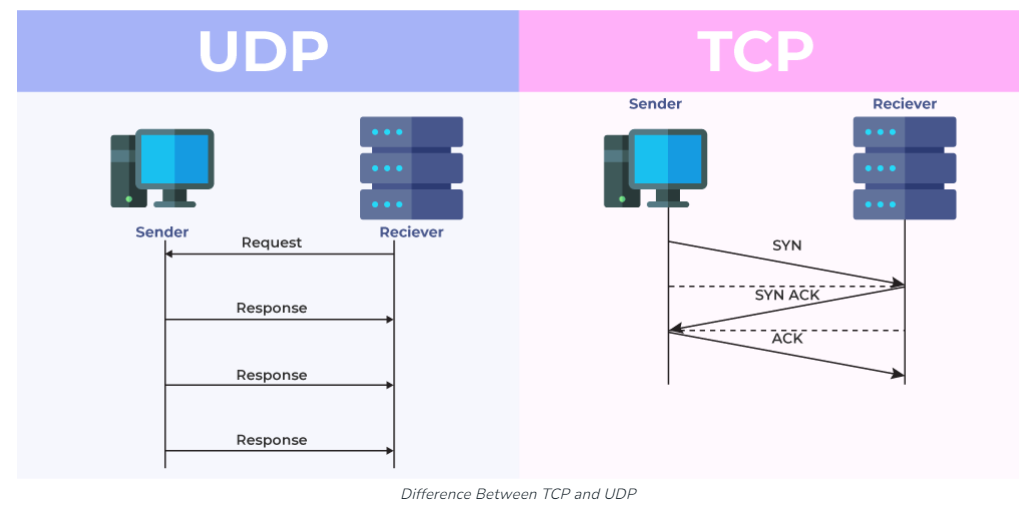 UDP
TCP
Sender
Reciever
Sender
Reciever
Request
Response
Response
Response
SYN
SYN ACK
ACK
Difference Between TCP and UDP